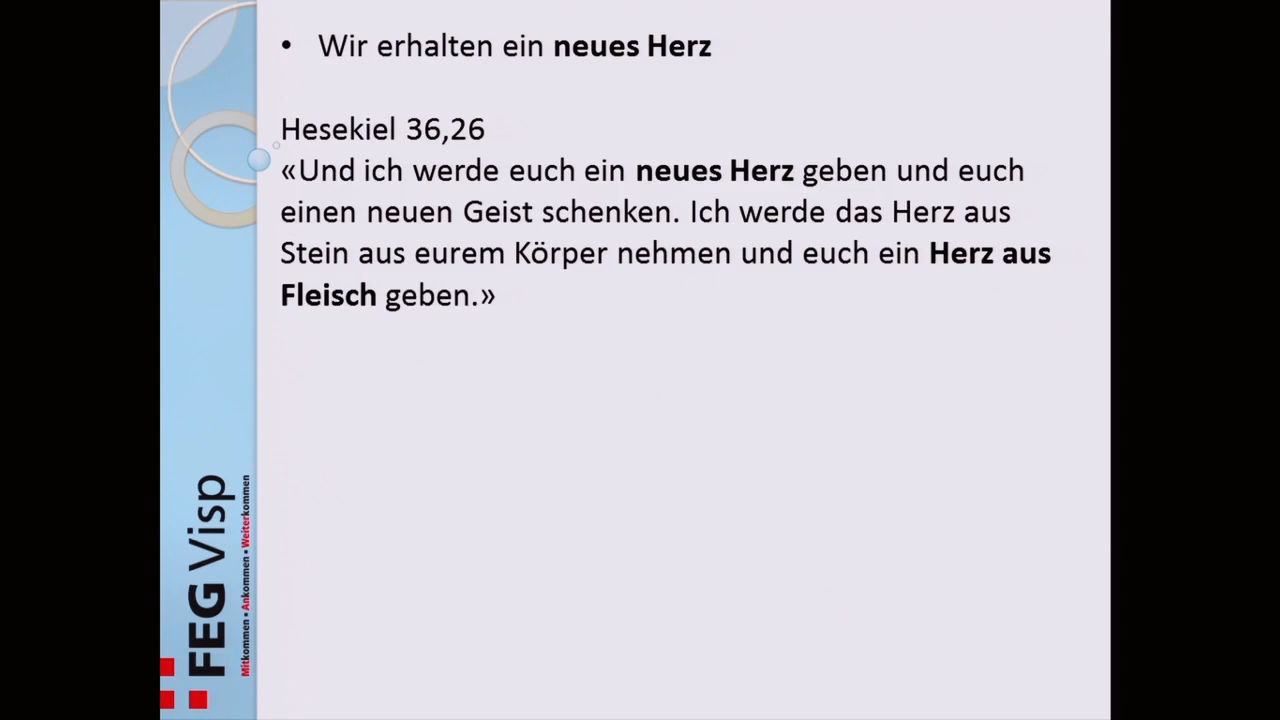 • Wir erhalten ein neues Herz
Hesekiel 36,26
«Und ich werde euch ein neues Herz geben und euch
einen neuen Geist schenken. Ich werde das Herz aus
Stein aus eurem Körper nehmen und euch ein Herz aus
Fleisch geben.»
FEG Visp
Mitkommen • Ankommen • Weiterkommen